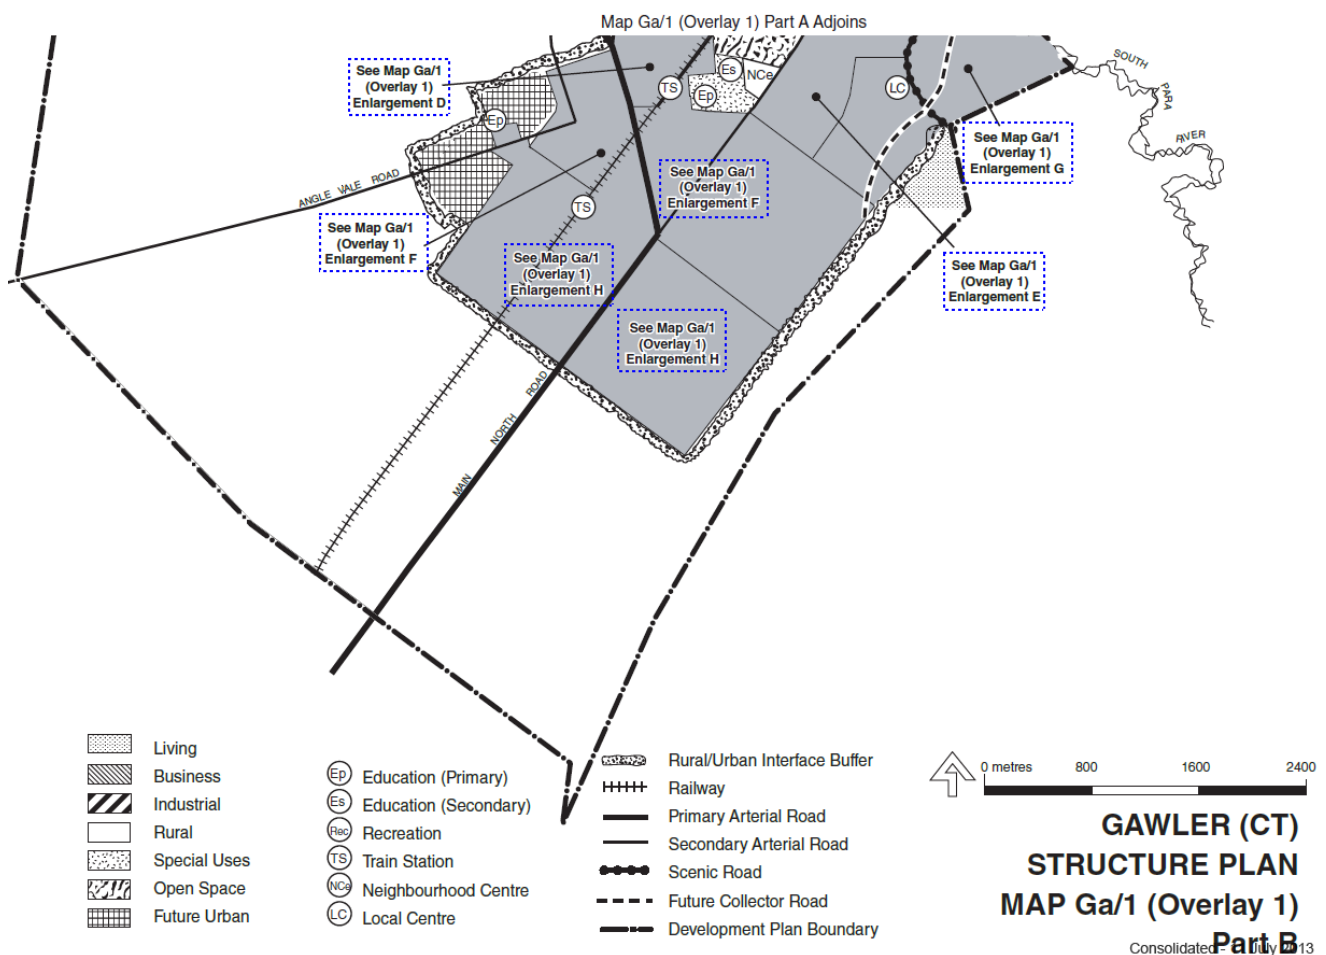 Map Ga/1 (Overlay 1) Part A Adjoins
See Map Ga/1
(Overlay 1)
Enlargement D
Es
NCe
TS
Ep
LC
SOUTH
PARA
RIVER
Ep
See Map Ga/1
(Overlay 1)
Enlargement G
ANGLE VALE ROAD
See Map Ga/1
(Overlay 1)
Enlargement F
TS
See Map Ga/1
(Overlay 1)
Enlargement F
See Map Ga/1
(Overlay 1)
Enlargement H
See Map Ga/1
(Overlay 1)
Enlargement E
See Map Ga/1
(Overlay 1)
Enlargement H
MAIN NORTH ROAD
Living
Business
Industrial
Rural
Special Uses
Open Space
Future Urban
Ep Education (Primary)
Es Education (Secondary)
Rec Recreation
TS Train Station
NCe Neighbourhood Centre
LC Local Centre
Rural/Urban Interface Buffer
Railway
Primary Arterial Road
Secondary Arterial Road
Scenic Road
Future Collector Road
Development Plan Boundary
0 metres 800 1600 2400
GAWLER (CT)
STRUCTURE PLAN
MAP Ga/1 (Overlay 1)
Part B
Consolidated - July 2013